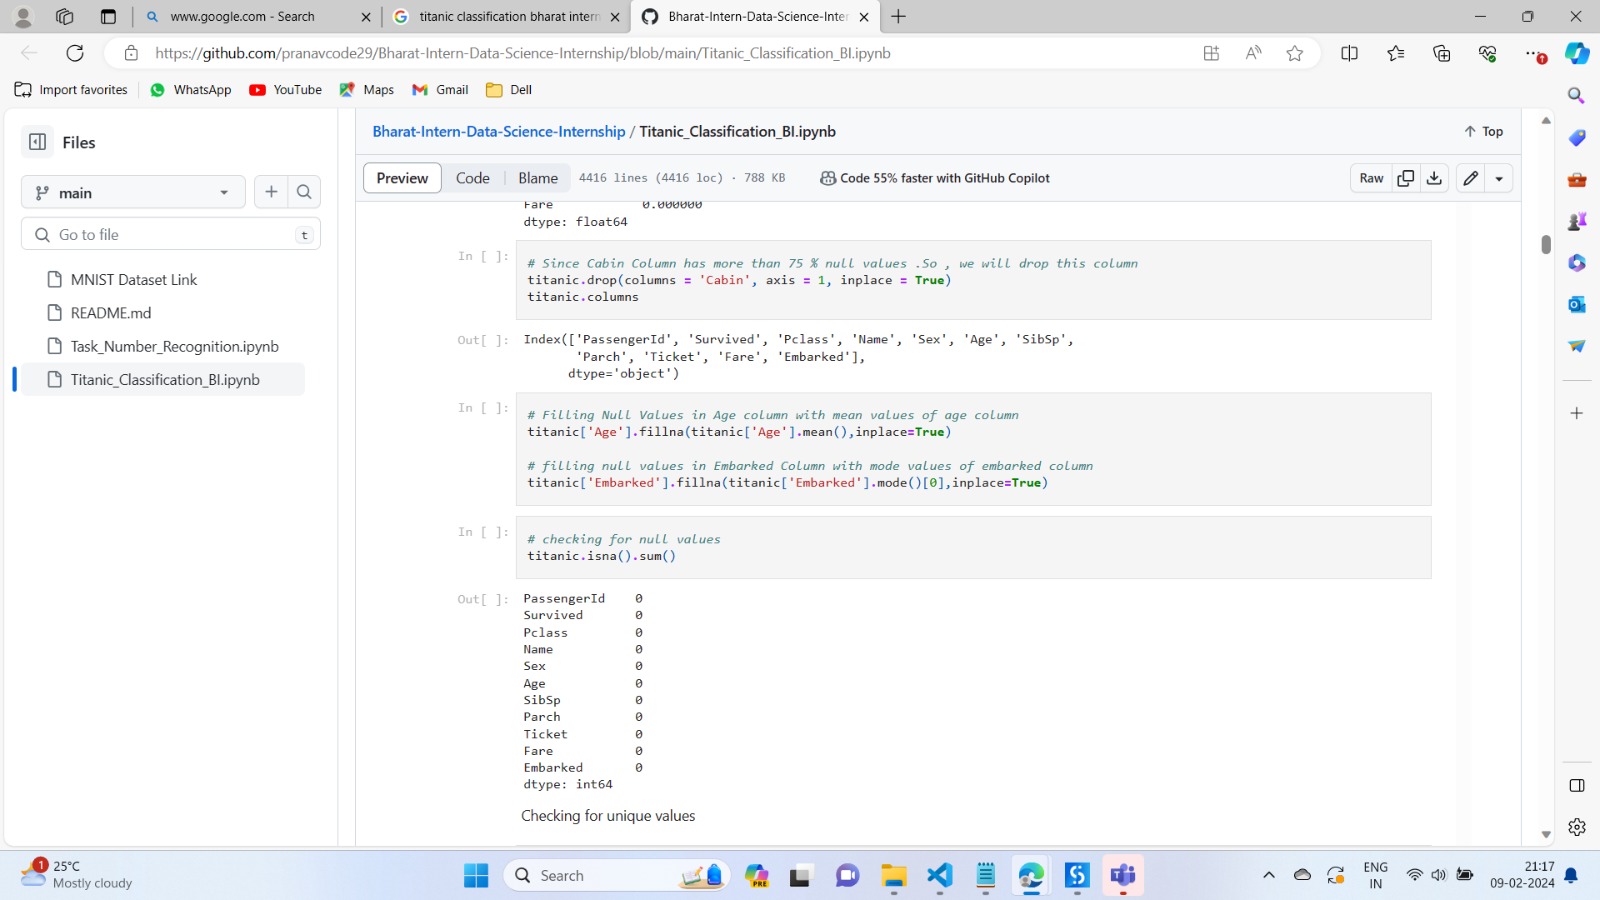 www.google.com - Search
titanic classification bharat intern
Bharat-Intern-Data-Science-Inter
https://github.com/pranavcode29/Bharat-Intern-Data-Science-Internship/blob/main/Titanic_Classification_BI.ipynb
Import favorites
WhatsApp
YouTube
Maps
Gmail
Dell
Files
main
Go to file
t
MNIST Dataset Link
README.md
Task_Number_Recognition.ipynb
Titanic_Classification_BI.ipynb
Bharat-Intern-Data-Science-Internship / Titanic_Classification_BI.ipynb
Top
Preview
Code
Blame
4416 lines (4416 loc) · 788 KB
Code 55% faster with GitHub Copilot
Raw
Fare 0.000000
dtype: float64
In [ ]:
# Since Cabin Column has more than 75 % null values .So , we will drop this column
titanic.drop(columns = 'Cabin', axis = 1, inplace = True)
titanic.columns
Out[ ]: Index(['PassengerId', 'Survived', 'Pclass', 'Name', 'Sex', 'Age', 'SibSp',
'Parch', 'Ticket', 'Fare', 'Embarked'],
dtype='object')
In [ ]:
# Filling Null Values in Age column with mean values of age column
titanic['Age'].fillna(titanic['Age'].mean(),inplace=True)
# filling null values in Embarked Column with mode values of embarked column
titanic['Embarked'].fillna(titanic['Embarked'].mode()[0],inplace=True)
In [ ]:
# checking for null values
titanic.isna().sum()
Out[ ]: PassengerId 0
Survived 0
Pclass 0
Name 0
Sex 0
Age 0
SibSp 0
Parch 0
Ticket 0
Fare 0
Embarked 0
dtype: int64
Checking for unique values
1
25°C
Mostly cloudy
Search
PRE
ENG
IN
21:17
09-02-2024